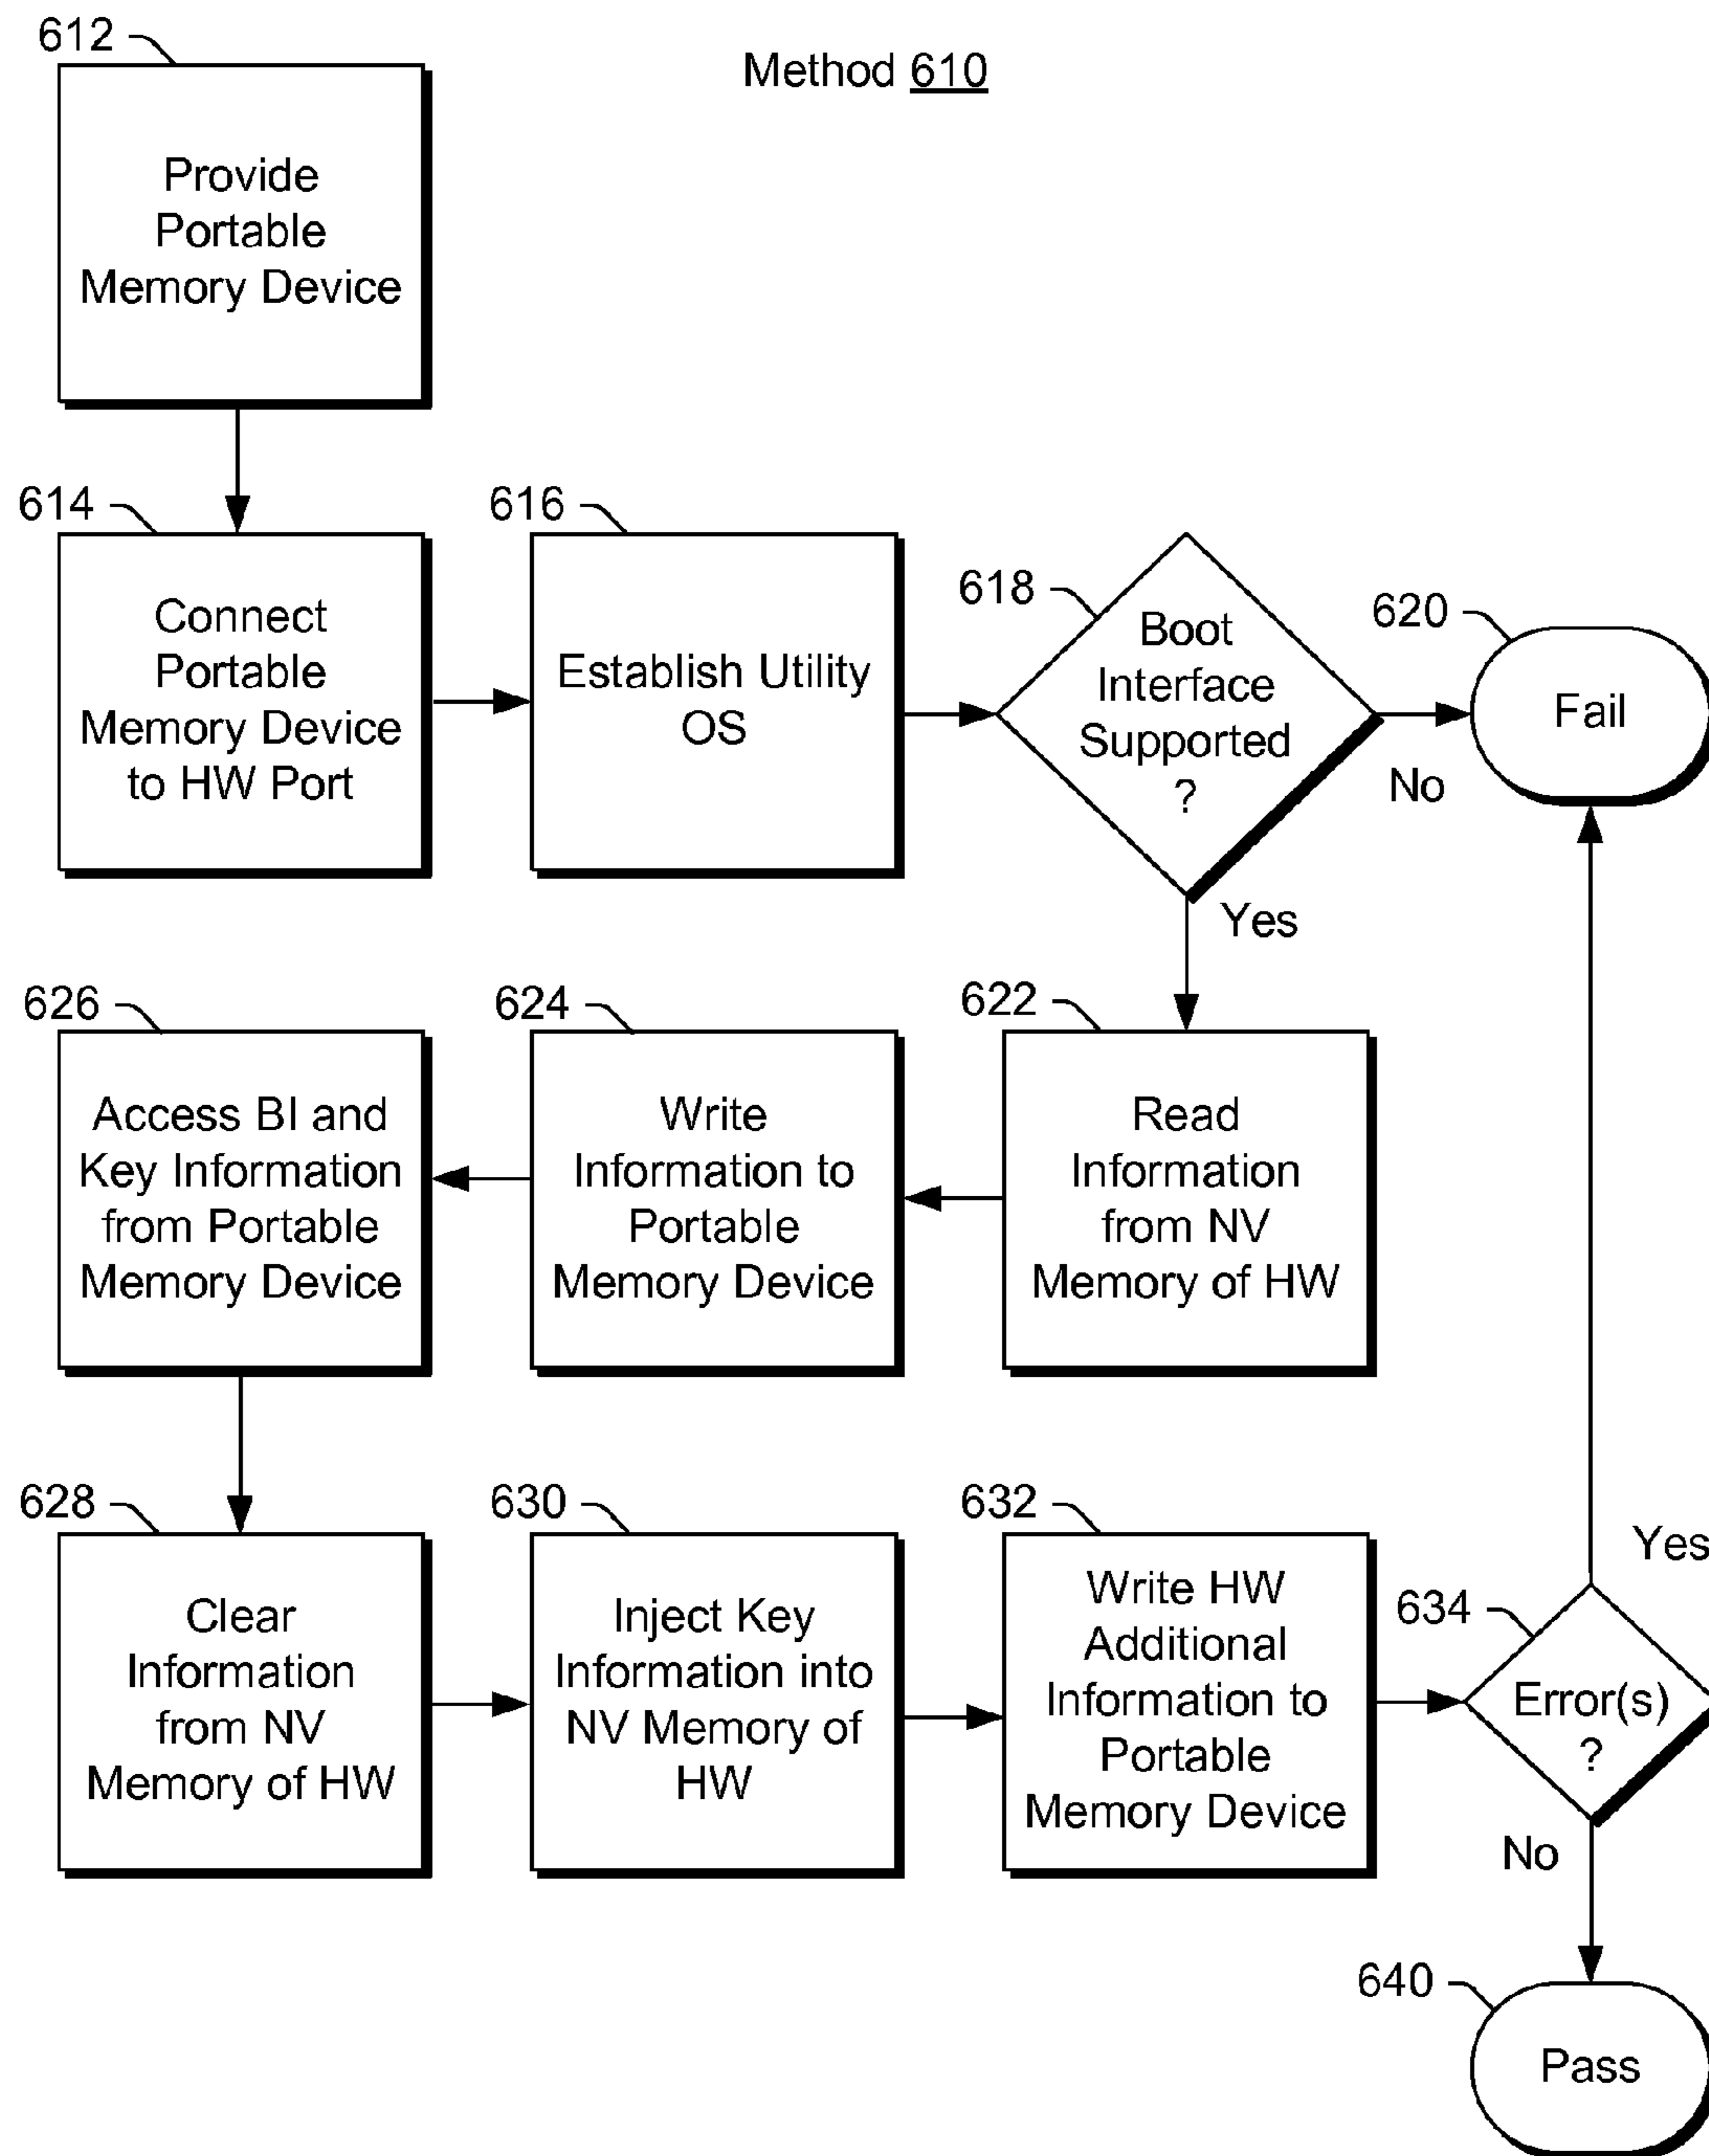 612
Method 610
Provide
Portable
Memory Device
614
Connect
Portable
Memory Device
to HW Port
616
Establish Utility
OS
618
Boot
Interface
Supported
?
No
620
Fail
Yes
622
Read
Information
from NV
Memory of HW
624
Write
Information to
Portable
Memory Device
626
Access BI and
Key Information
from Portable
Memory Device
628
Clear
Information
from NV
Memory of HW
630
Inject Key
Information into
NV Memory of
HW
632
Write HW
Additional
Information to
Portable
Memory Device
634
Error(s)
?
Yes
No
640
Pass